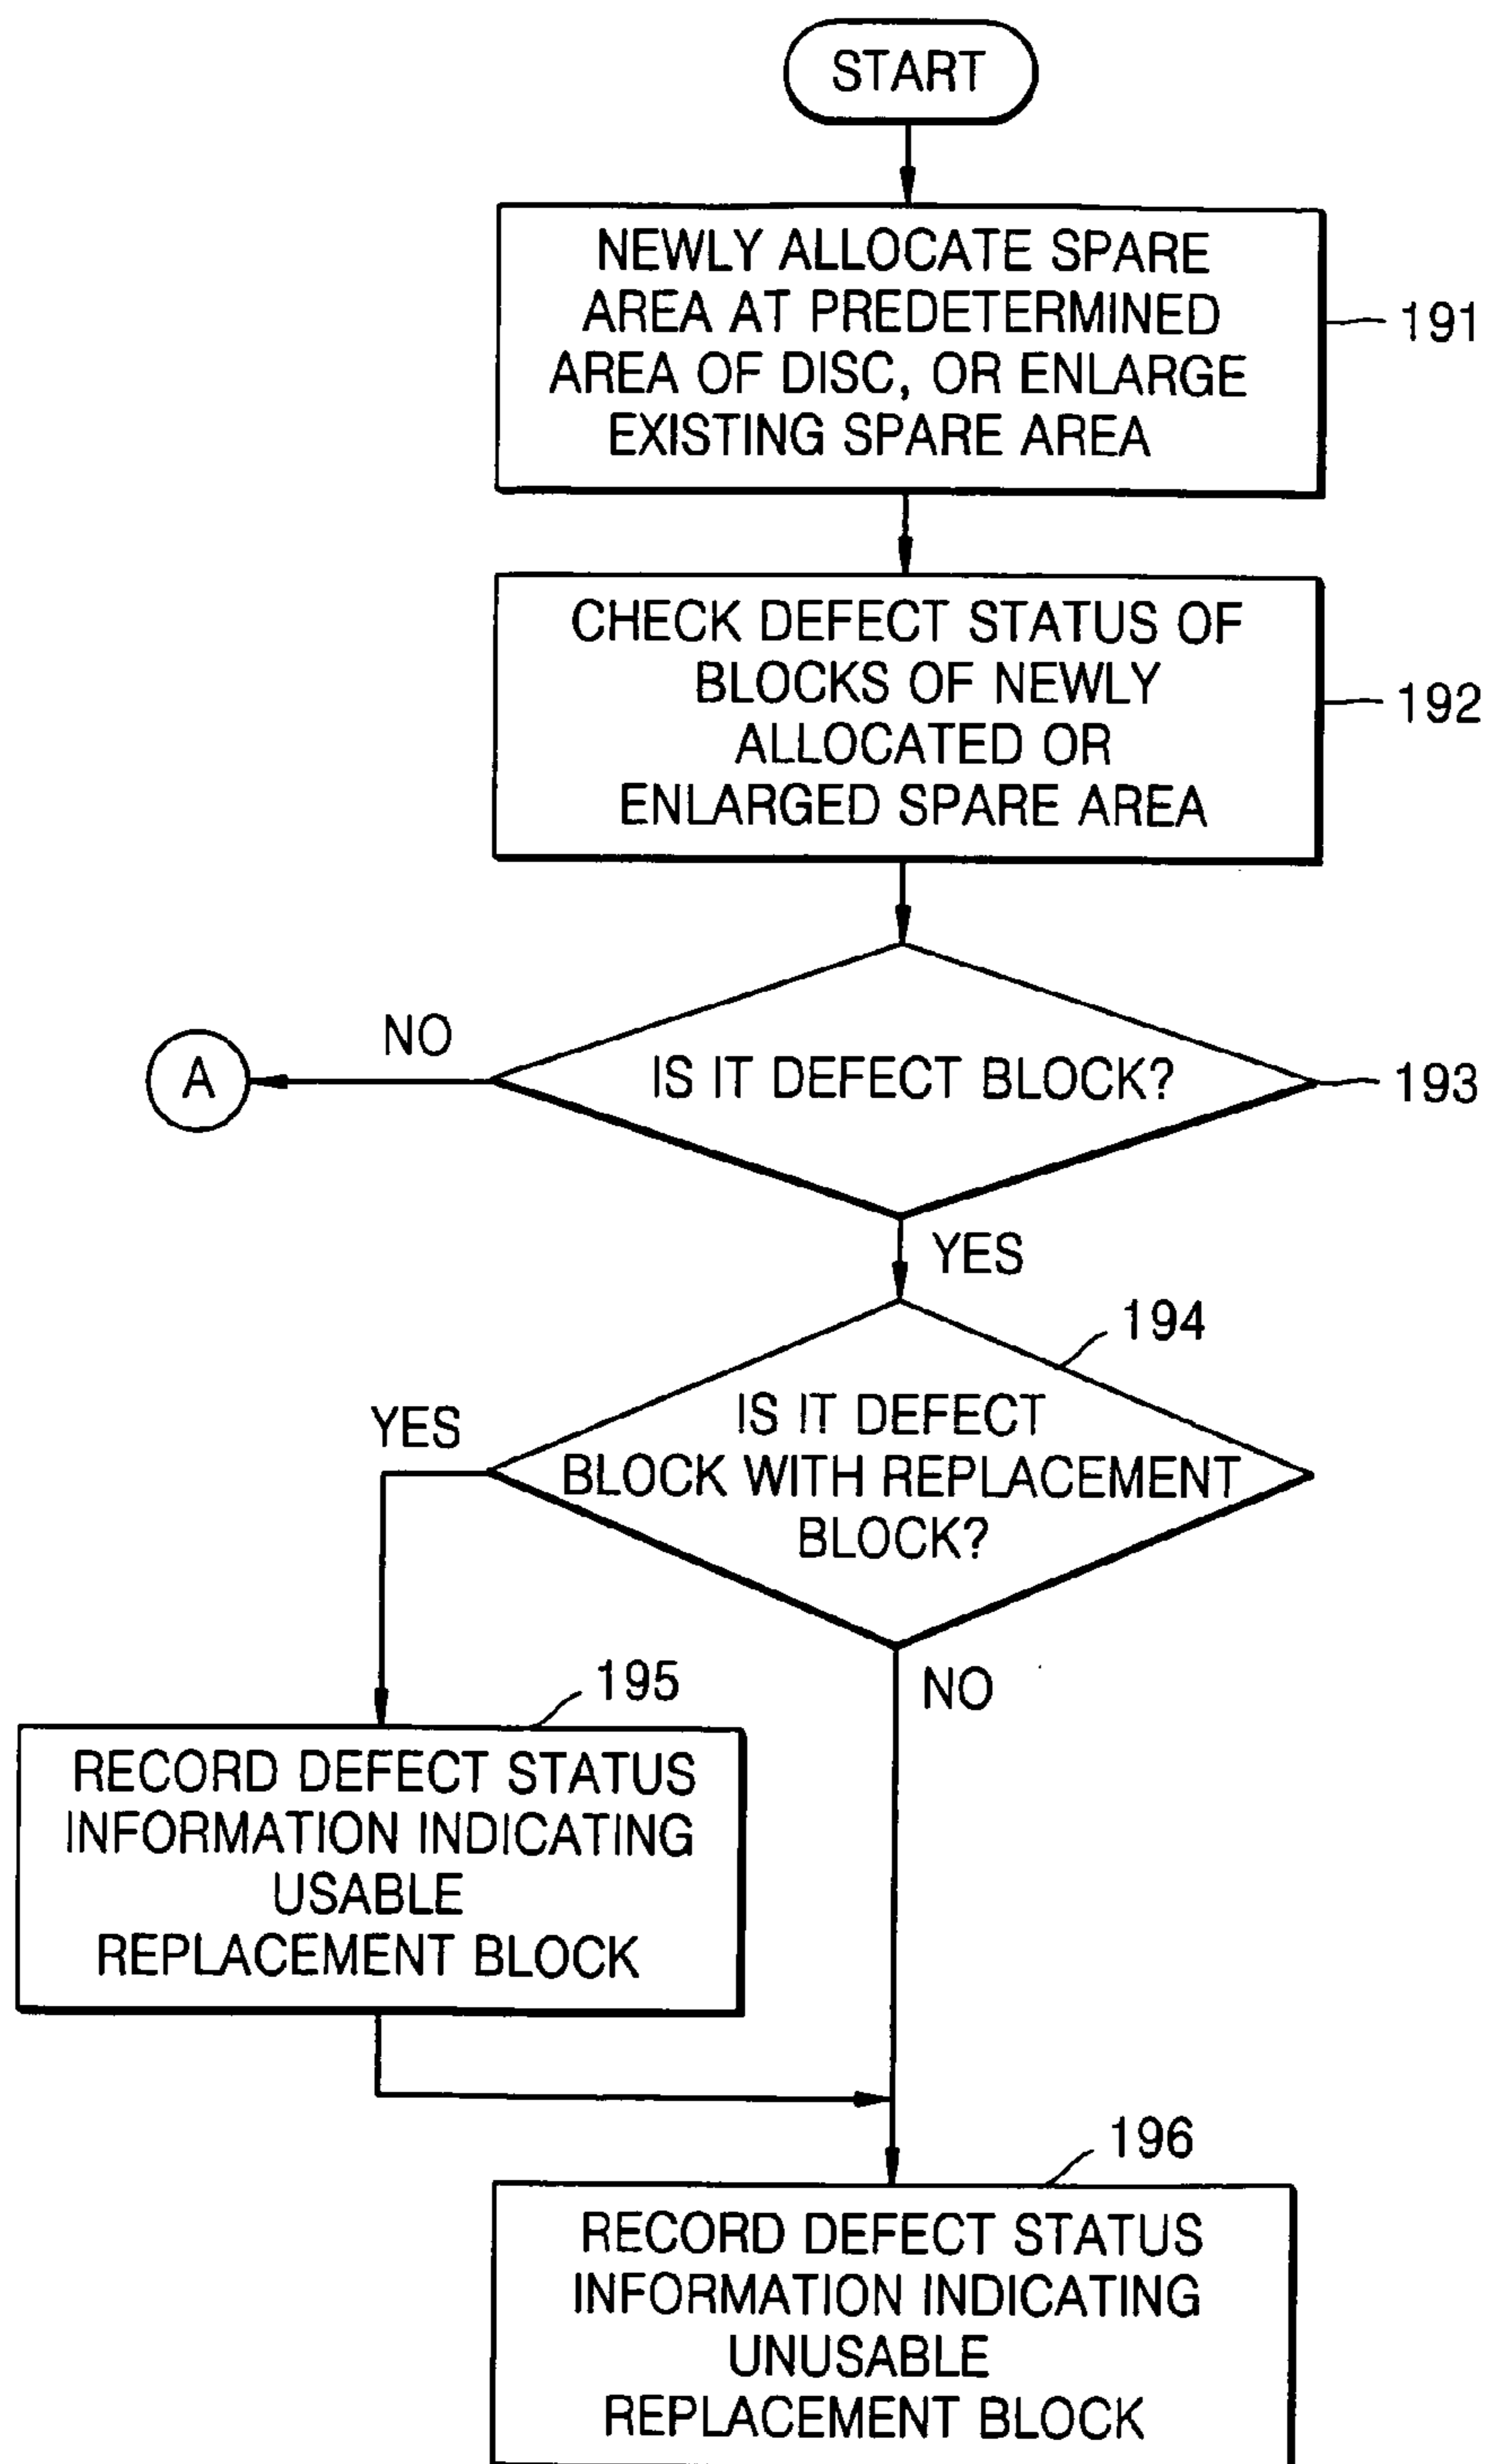 START
NEWLY ALLOCATE SPARE
AREA AT PREDETERMINED
AREA OF DISC, OR ENLARGE
EXISTING SPARE AREA
191
CHECK DEFECT STATUS OF
BLOCKS OF NEWLY
ALLOCATED OR
ENLARGED SPARE AREA
192
NO
A
IS IT DEFECT BLOCK?
193
YES
194
IS IT DEFECT
BLOCK WITH REPLACEMENT
BLOCK?
YES
NO
195
RECORD DEFECT STATUS
INFORMATION INDICATING
USABLE
REPLACEMENT BLOCK
196
RECORD DEFECT STATUS
INFORMATION INDICATING
UNUSABLE
REPLACEMENT BLOCK